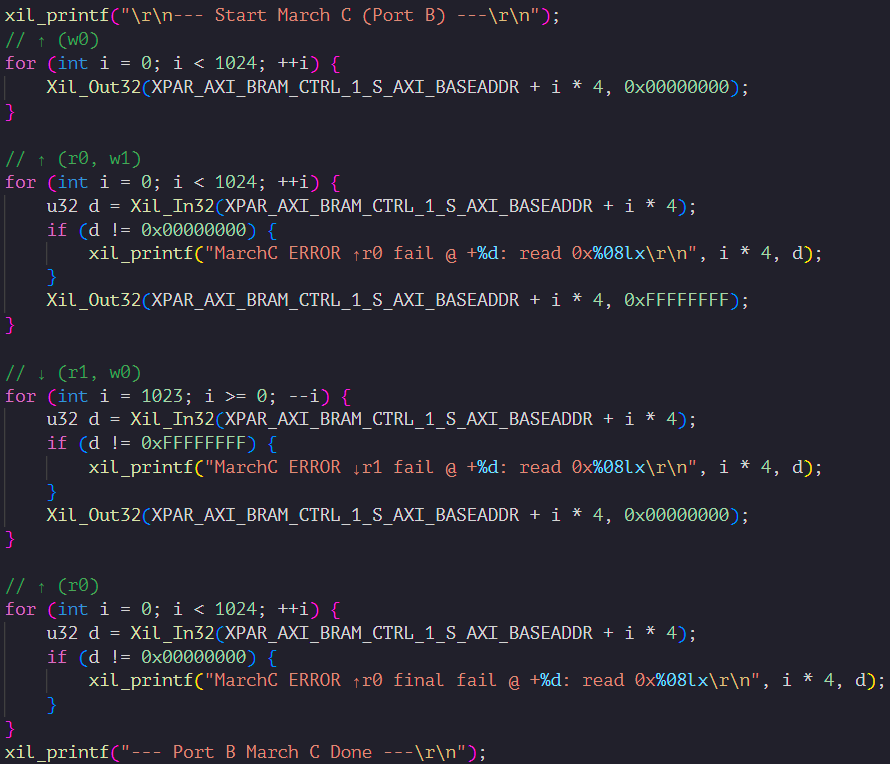 xil_printf("\r\n--- Start March C (Port B) ---\r\n");
// ↑ (w0)
for (int i = 0; i < 1024; ++i) {
    Xil_Out32(XPAR_AXI_BRAM_CTRL_1_S_AXI_BASEADDR + i * 4, 0x00000000);
}

// ↑ (r0, w1)
for (int i = 0; i < 1024; ++i) {
    u32 d = Xil_In32(XPAR_AXI_BRAM_CTRL_1_S_AXI_BASEADDR + i * 4);
    if (d != 0x00000000) {
        xil_printf("MarchC ERROR ↑r0 fail @ +%d: read 0x%08lx\r\n", i * 4, d);
    }
    Xil_Out32(XPAR_AXI_BRAM_CTRL_1_S_AXI_BASEADDR + i * 4, 0xFFFFFFFF);
}

// ↓ (r1, w0)
for (int i = 1023; i >= 0; --i) {
    u32 d = Xil_In32(XPAR_AXI_BRAM_CTRL_1_S_AXI_BASEADDR + i * 4);
    if (d != 0xFFFFFFFF) {
        xil_printf("MarchC ERROR ↓r1 fail @ +%d: read 0x%08lx\r\n", i * 4, d);
    }
    Xil_Out32(XPAR_AXI_BRAM_CTRL_1_S_AXI_BASEADDR + i * 4, 0x00000000);
}

// ↑ (r0)
for (int i = 0; i < 1024; ++i) {
    u32 d = Xil_In32(XPAR_AXI_BRAM_CTRL_1_S_AXI_BASEADDR + i * 4);
    if (d != 0x00000000) {
        xil_printf("MarchC ERROR ↑r0 final fail @ +%d: read 0x%08lx\r\n", i * 4, d);
    }
}
xil_printf("--- Port B March C Done ---\r\n");